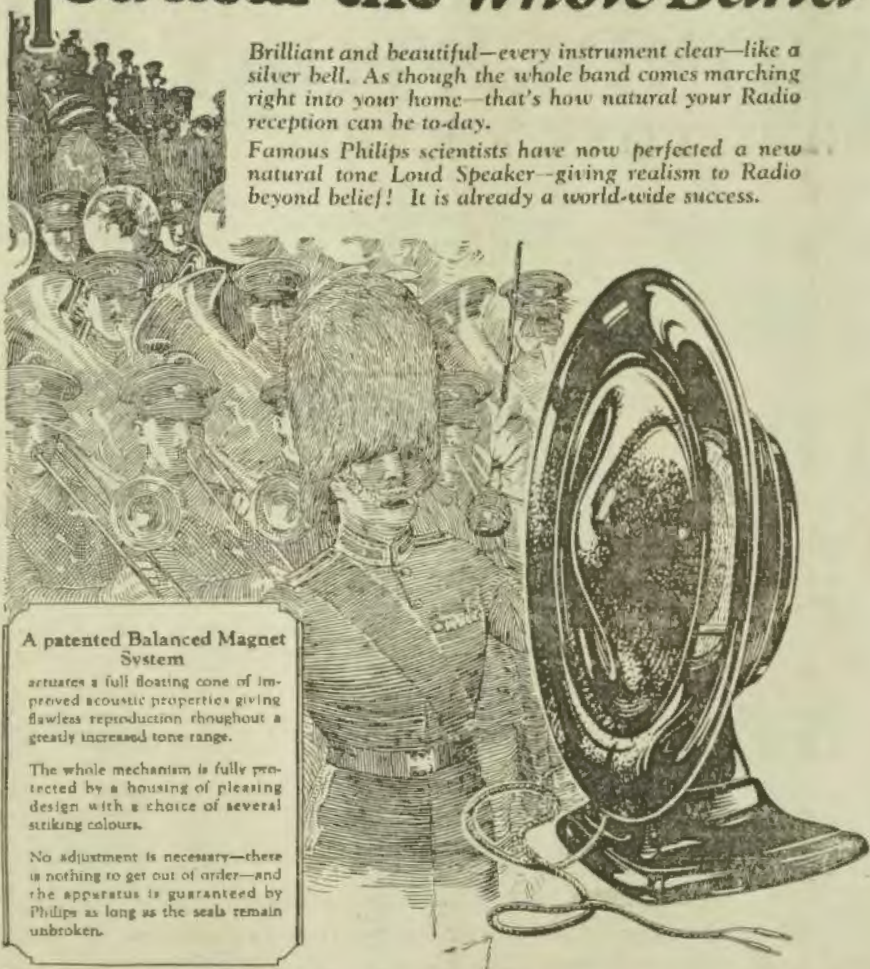 the whole Band
Brilliant and beautiful—every instrument clear—like a
silver bell. As though the whole band comes marching
right into your home—that's how natural your Radio
reception can be to-day.
Famous Philips scientists have now perfected a new
natural tone Loud Speaker—giving realism to Radio
beyond belief! It is already a world-wide success.
A patented Balanced Magnet
System
actuates a full floating cone of im-
proved acoustic properties giving
flawless reproduction throughout a
greatly increased tone range.
The whole mechanism is fully pro-
tected by a housing of pleasing
design with a choice of several
striking colours.
No adjustment is necessary—there
is nothing to get out of order—and
the apparatus is guaranteed by
Philips as long as the seals remain
unbroken.